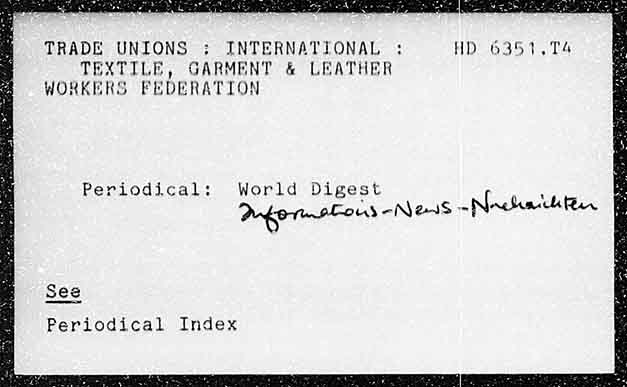 TRADE UNIONS : INTERNATIONAL : HD 6351.T4
TEXTILE, GARMENT & LEATHER
WORKERS FEDERATION
Periodical: World Digest
Informations-News-Nachrichten
See
Periodical Index